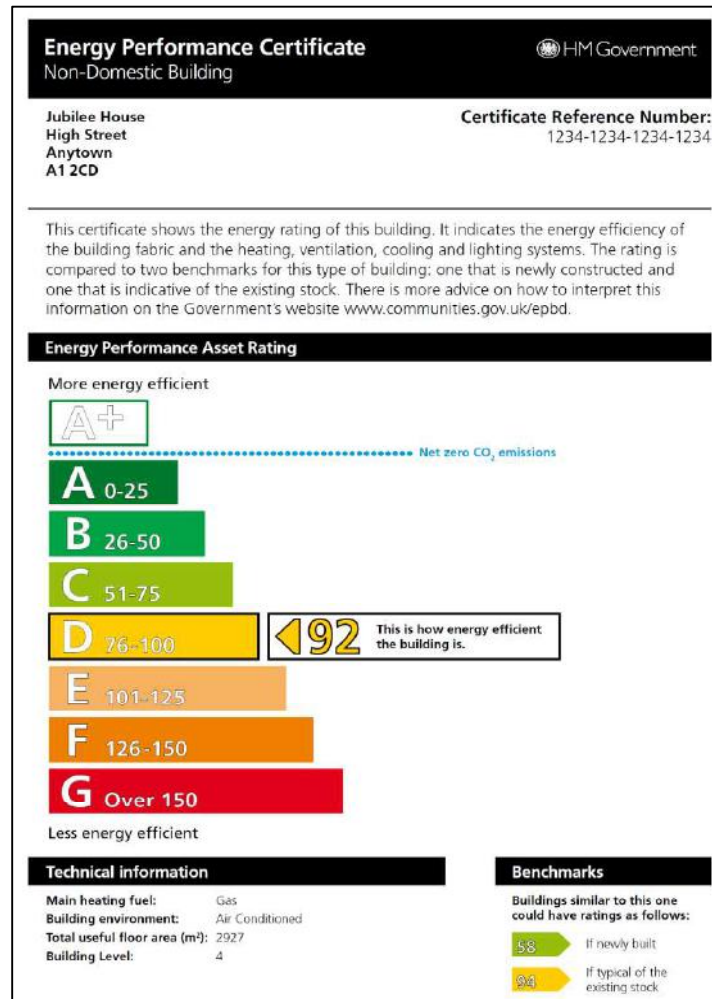 Energy Performance Certificate
HM Government
Non-Domestic Building
Jubilee House
High Street
Anytown
A1 2CD
Certificate Reference Number:
1234-1234-1234-1234
This certificate shows the energy rating of this building. It indicates the energy efficiency of
the building fabric and the heating, ventilation, cooling and lighting systems. The rating is
compared to two benchmarks for this type of building: one that is newly constructed and
one that is indicative of the existing stock. There is more advice on how to interpret this
information on the Government's website www.communities.gov.uk/epbd.
Energy Performance Asset Rating
More energy efficient
A+
Net zero CO₂ emissions
A 0-25
B 26-50
C 51-75
D 76-100
92 This is how energy efficient
the building is.
E 101-125
F 126-150
G Over 150
Less energy efficient
Technical information
Main heating fuel: Gas
Building environment: Air Conditioned
Total useful floor area (m²): 2927
Building Level: 4
Benchmarks
Buildings similar to this one
could have ratings as follows:
58 If newly built
94 If typical of the
existing stock